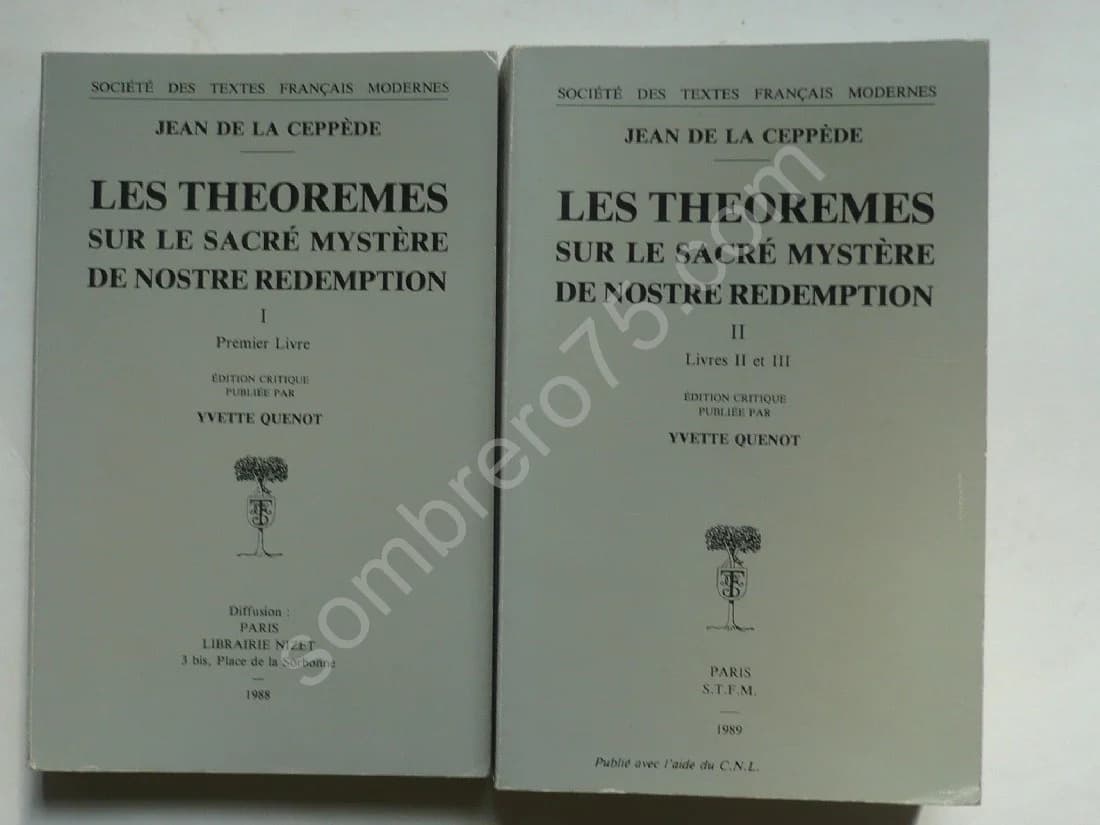 SOCIÉTÉ DES TEXTES FRANÇAIS MODERNES
JEAN DE LA CEPPÈDE
LES THEOREMES
SUR LE SACRÉ MYSTÈRE
DE NOSTRE REDEMPTION
I
Premier Livre
ÉDITION CRITIQUE
PUBLIÉE PAR
YVETTE QUENOT
Diffusion :
PARIS
LIBRAIRIE NIZET
3 bis, Place de la Sorbonne
1988
SOCIÉTÉ DES TEXTES FRANÇAIS MODERNES
JEAN DE LA CEPPÈDE
LES THEOREMES
SUR LE SACRÉ MYSTÈRE
DE NOSTRE REDEMPTION
II
Livres II et III
ÉDITION CRITIQUE
PUBLIÉE PAR
YVETTE QUENOT
PARIS
S.T.F.M.
1989
Publié avec l'aide du C.N.L.
sombrero75.com